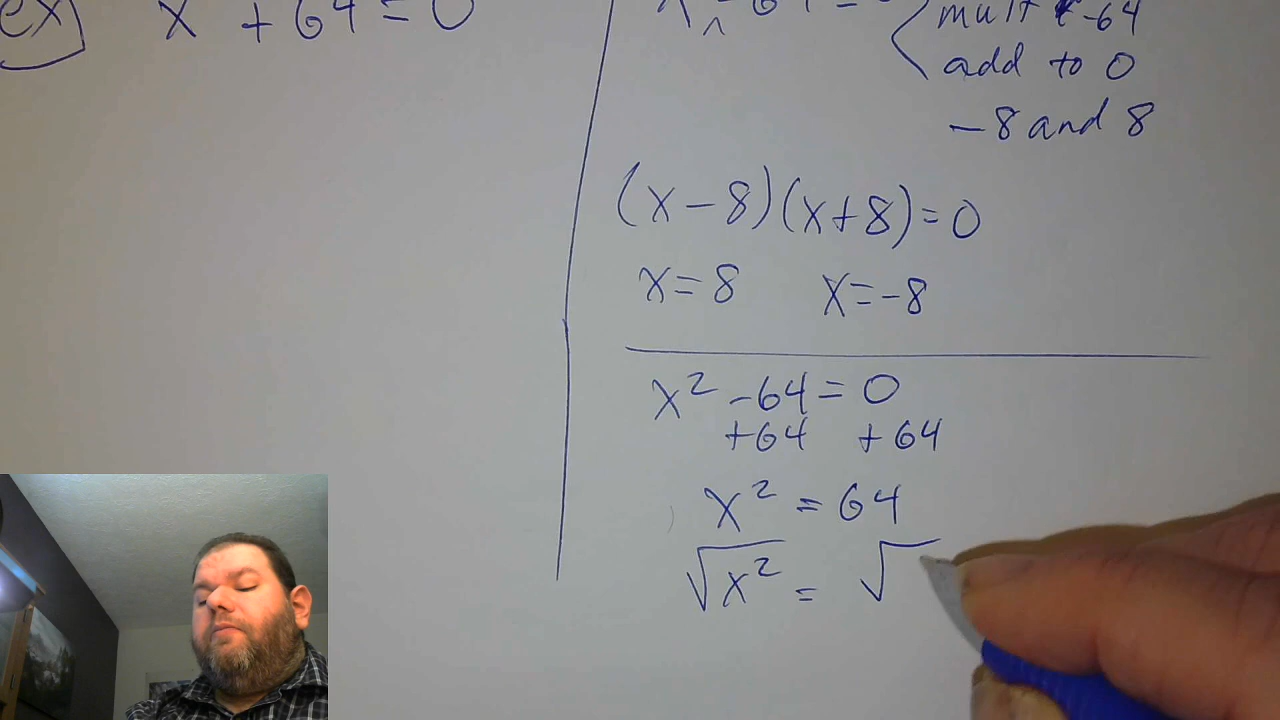 ex) x + 64 = 0
mult -64
add to 0
-8 and 8
(x-8)(x+8)=0
x=8 x=-8
x² -64 = 0
+64 +64
x² = 64
√x² = √